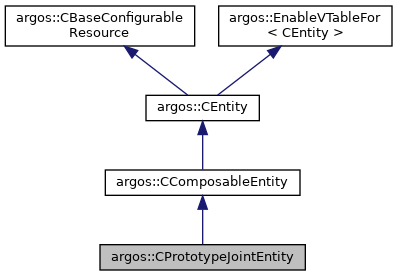 argos::CBaseConfigurable
Resource
argos::EnableVTableFor
< CEntity >
argos::CEntity
argos::CComposableEntity
argos::CPrototypeJointEntity